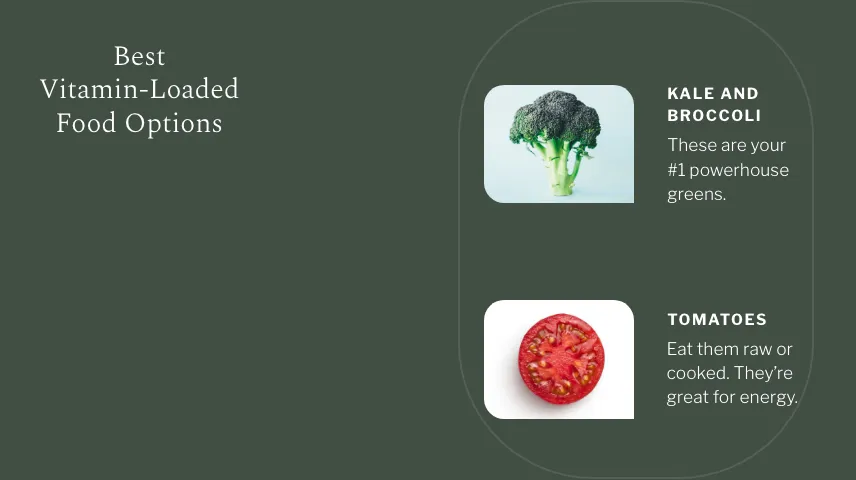 Best
Vitamin-Loaded
Food Options
KALE AND
BROCCOLI
These are your
#1 powerhouse
greens.
TOMATOES
Eat them raw or
cooked. They’re
great for energy.